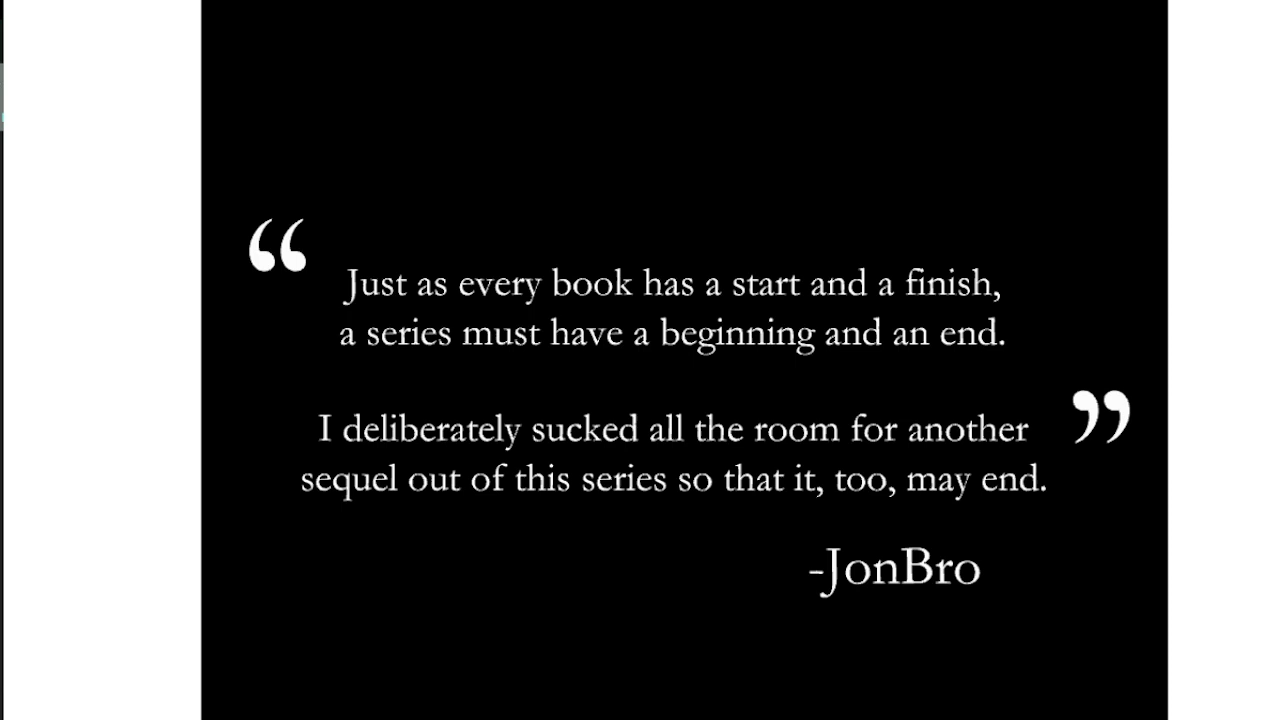 “
Just as every book has a start and a finish,
a series must have a beginning and an end.
I deliberately sucked all the room for another
sequel out of this series so that it, too, may end.
”
-JonBro